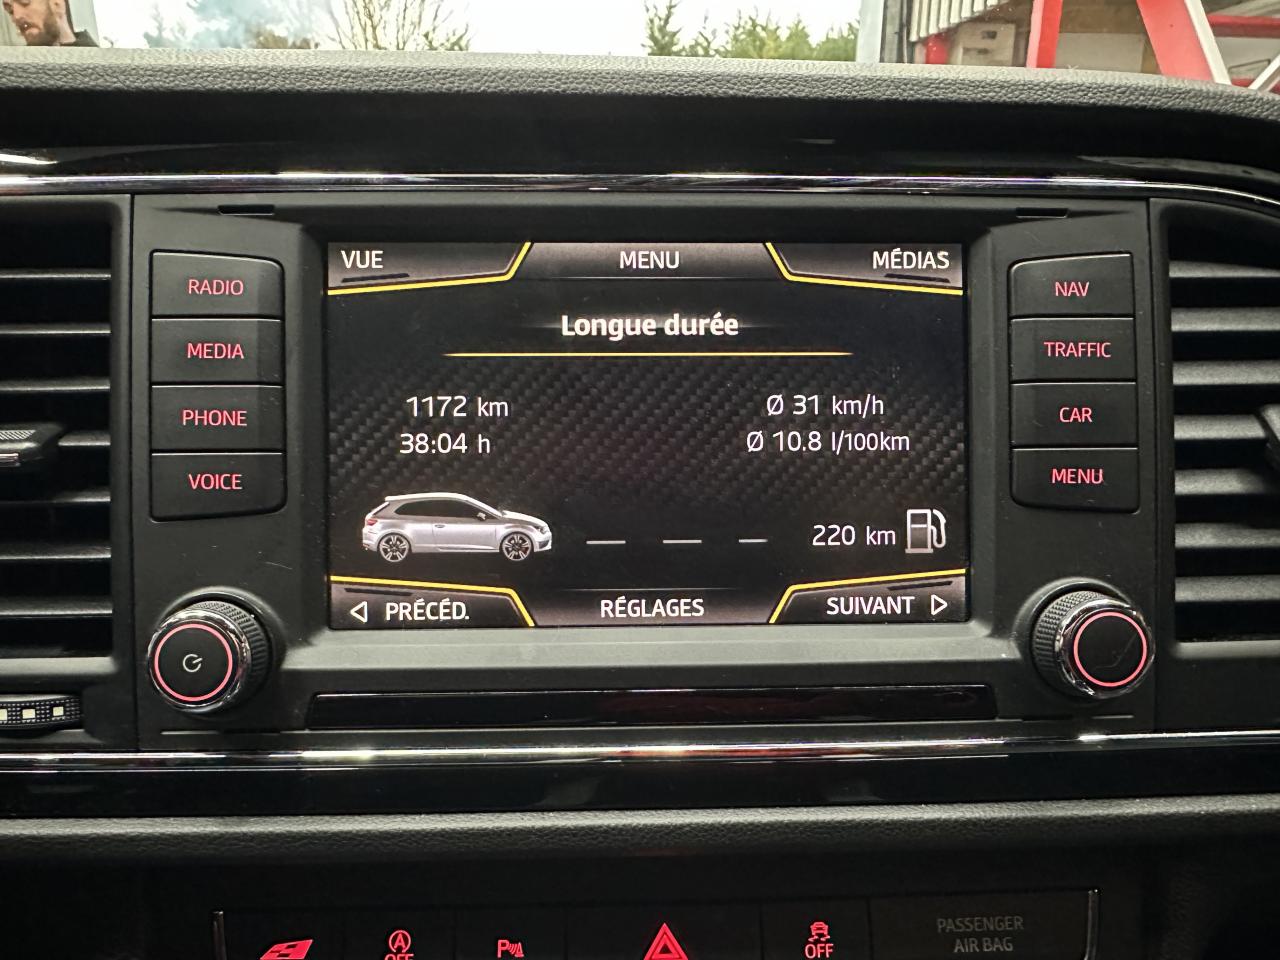 VUE
MENU
MÉDIAS
Longue durée
1172 km
Ø 31 km/h
38:04 h
Ø 10.8 l/100km
220 km
PRÉCÉD.
RÉGLAGES
SUIVANT
RADIO
MEDIA
PHONE
VOICE
NAV
TRAFFIC
CAR
MENU
A
OFF
P
OFF
PASSENGER
AIR BAG